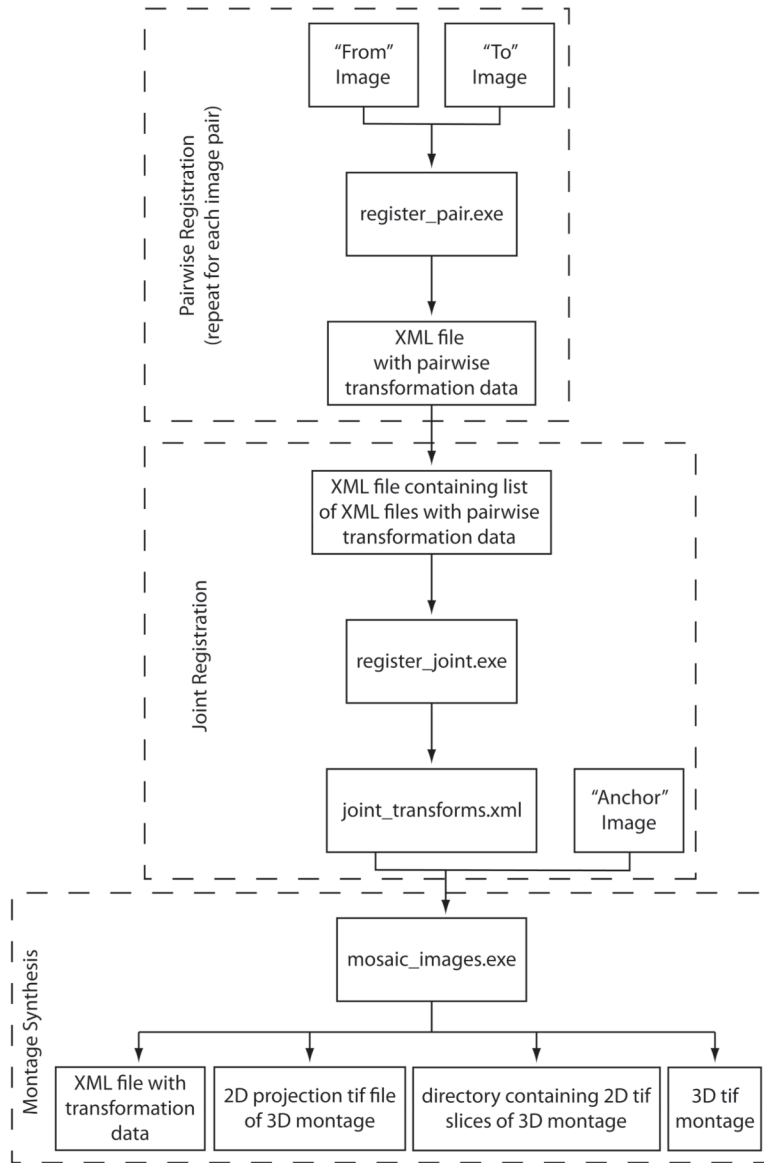 “From”
Image
“To”
Image
Pairwise Registration
(repeat for each image pair)
register_pair.exe
XML file
with pairwise
transformation data
XML file containing list
of XML files with pairwise
transformation data
Joint Registration
register_joint.exe
joint_transforms.xml
“Anchor”
Image
Montage Synthesis
mosaic_images.exe
XML file with
transformation
data
2D projection tif file
of 3D montage
directory containing 2D tif
slices of 3D montage
3D tif
montage